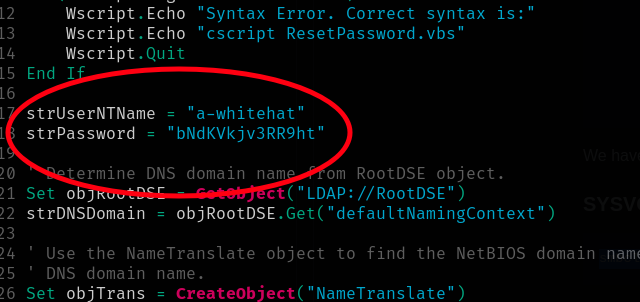 12 Wscript.Echo "Syntax Error. Correct syntax is:"
13 Wscript.Echo "cscript ResetPassword.vbs"
14 Wscript.Quit
15 End If
16
17 strUserNTName = "a-whitehat"
18 strPassword = "bNdKVkjv3RR9ht"
19
20 ' Determine DNS domain name from RootDSE object.
21 Set objRootDSE = GetObject("LDAP://RootDSE")
22 strDNSDomain = objRootDSE.Get("defaultNamingContext")
23
24 ' Use the NameTranslate object to find the NetBIOS domain name
25 ' DNS domain name.
26 Set objTrans = CreateObject("NameTranslate")
We have
SYSV